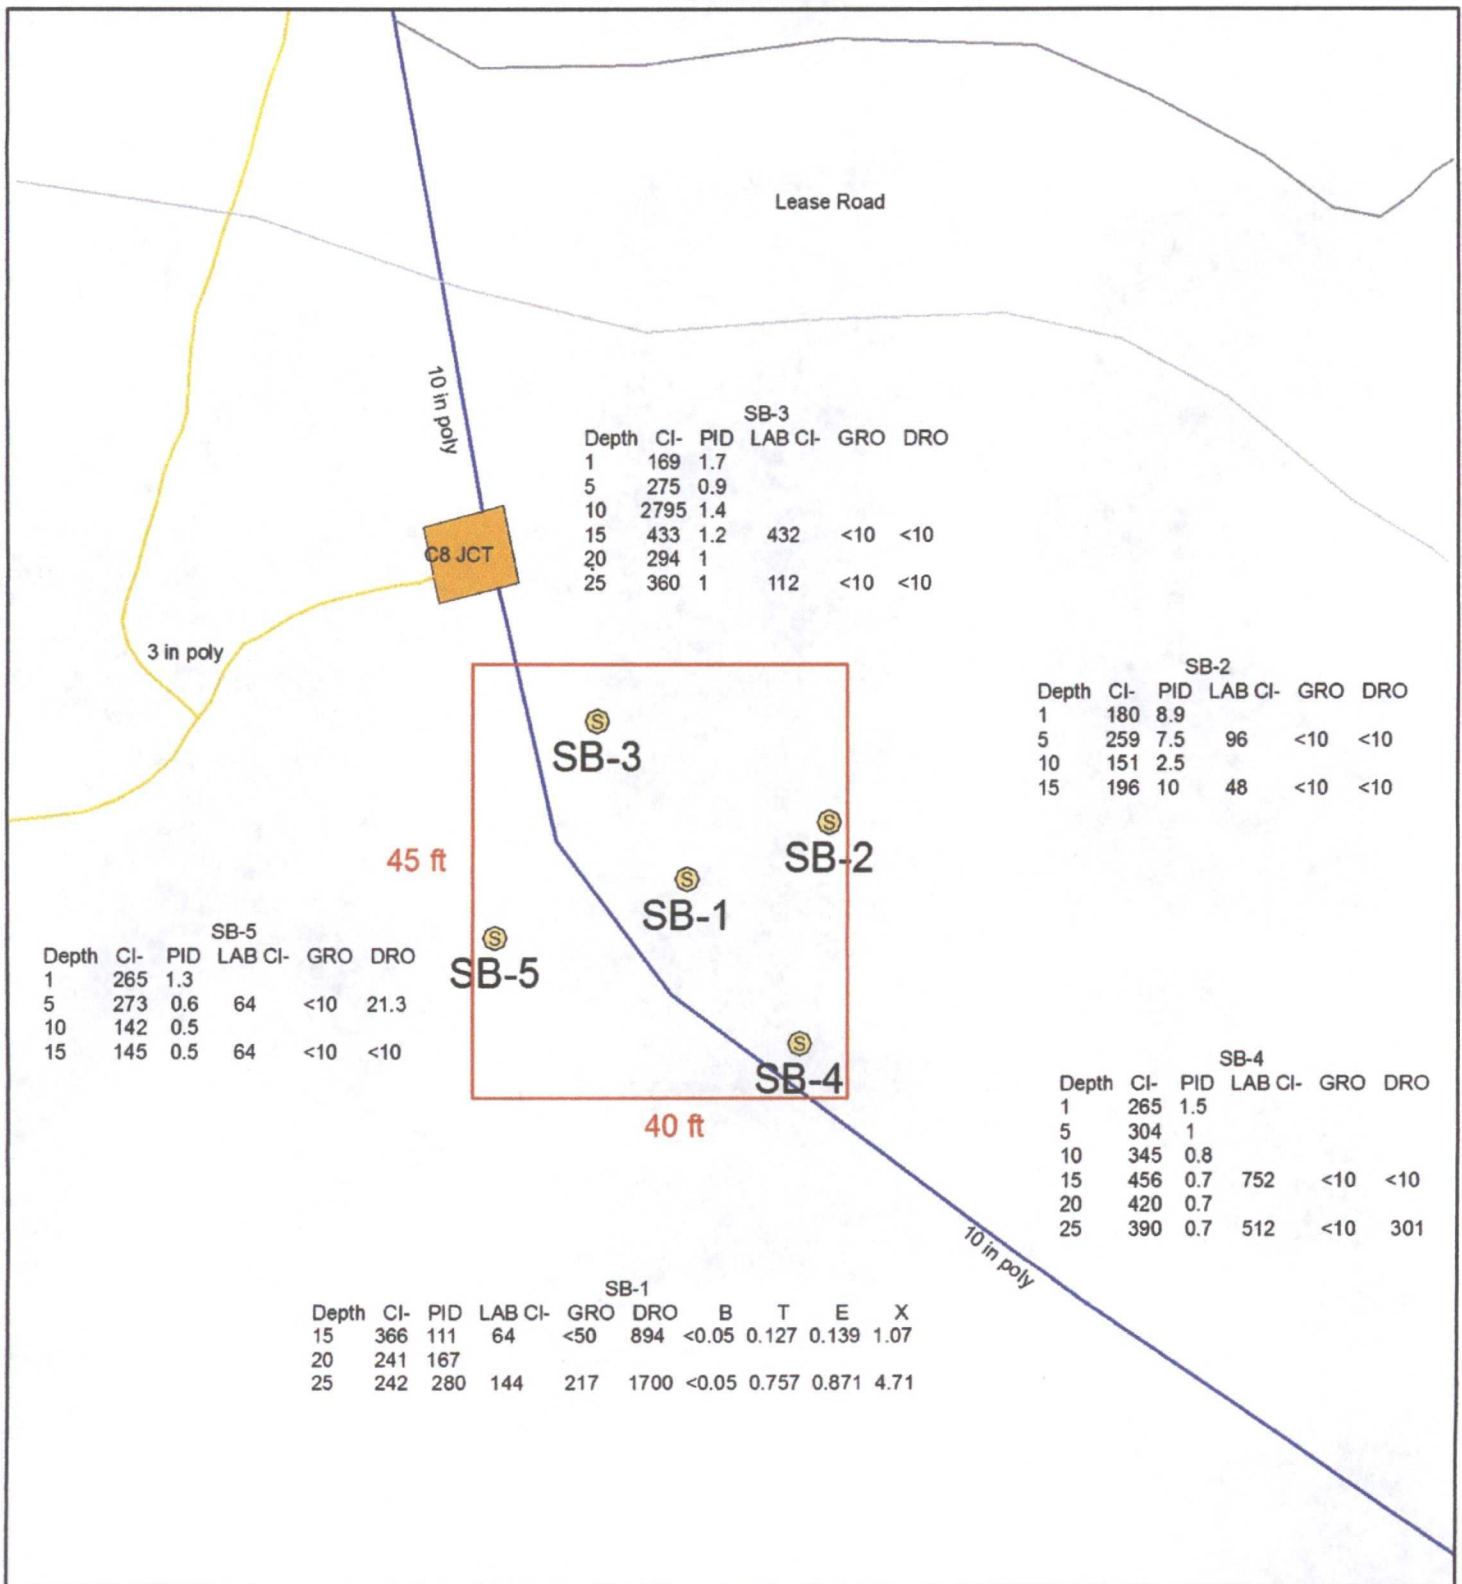 Lease Road
10 in poly
SB-3
Depth Cl- PID LAB Cl- GRO DRO
1 169 1.7
5 275 0.9
10 2795 1.4
15 433 1.2 432 <10 <10
20 294 1
25 360 1 112 <10 <10
C8 JCT
3 in poly
SB-2
Depth Cl- PID LAB Cl- GRO DRO
1 180 8.9
5 259 7.5 96 <10 <10
10 151 2.5
15 196 10 48 <10 <10
SB-3
SB-2
SB-1
SB-5
SB-4
S
S
S
S
S
45 ft
40 ft
SB-5
Depth Cl- PID LAB Cl- GRO DRO
1 265 1.3
5 273 0.6 64 <10 21.3
10 142 0.5
15 145 0.5 64 <10 <10
SB-4
Depth Cl- PID LAB Cl- GRO DRO
1 265 1.5
5 304 1
10 345 0.8
15 456 0.7 752 <10 <10
20 420 0.7
25 390 0.7 512 <10 301
10 in poly
SB-1
Depth Cl- PID LAB Cl- GRO DRO B T E X
15 366 111 64 <50 894 <0.05 0.127 0.139 1.07
20 241 167
25 242 280 144 217 1700 <0.05 0.757 0.871 4.71